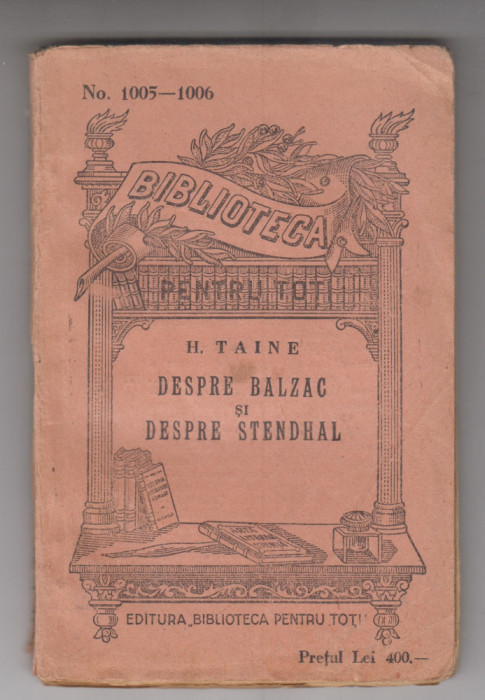 No. 1005—1006
BIBLIOTECA
PENTRU TOȚI
H. TAINE
DESPRE BALZAC
ȘI
DESPRE STENDHAL
EDITURA „BIBLIOTECA PENTRU TOȚI"
Prețul Lei 400.—